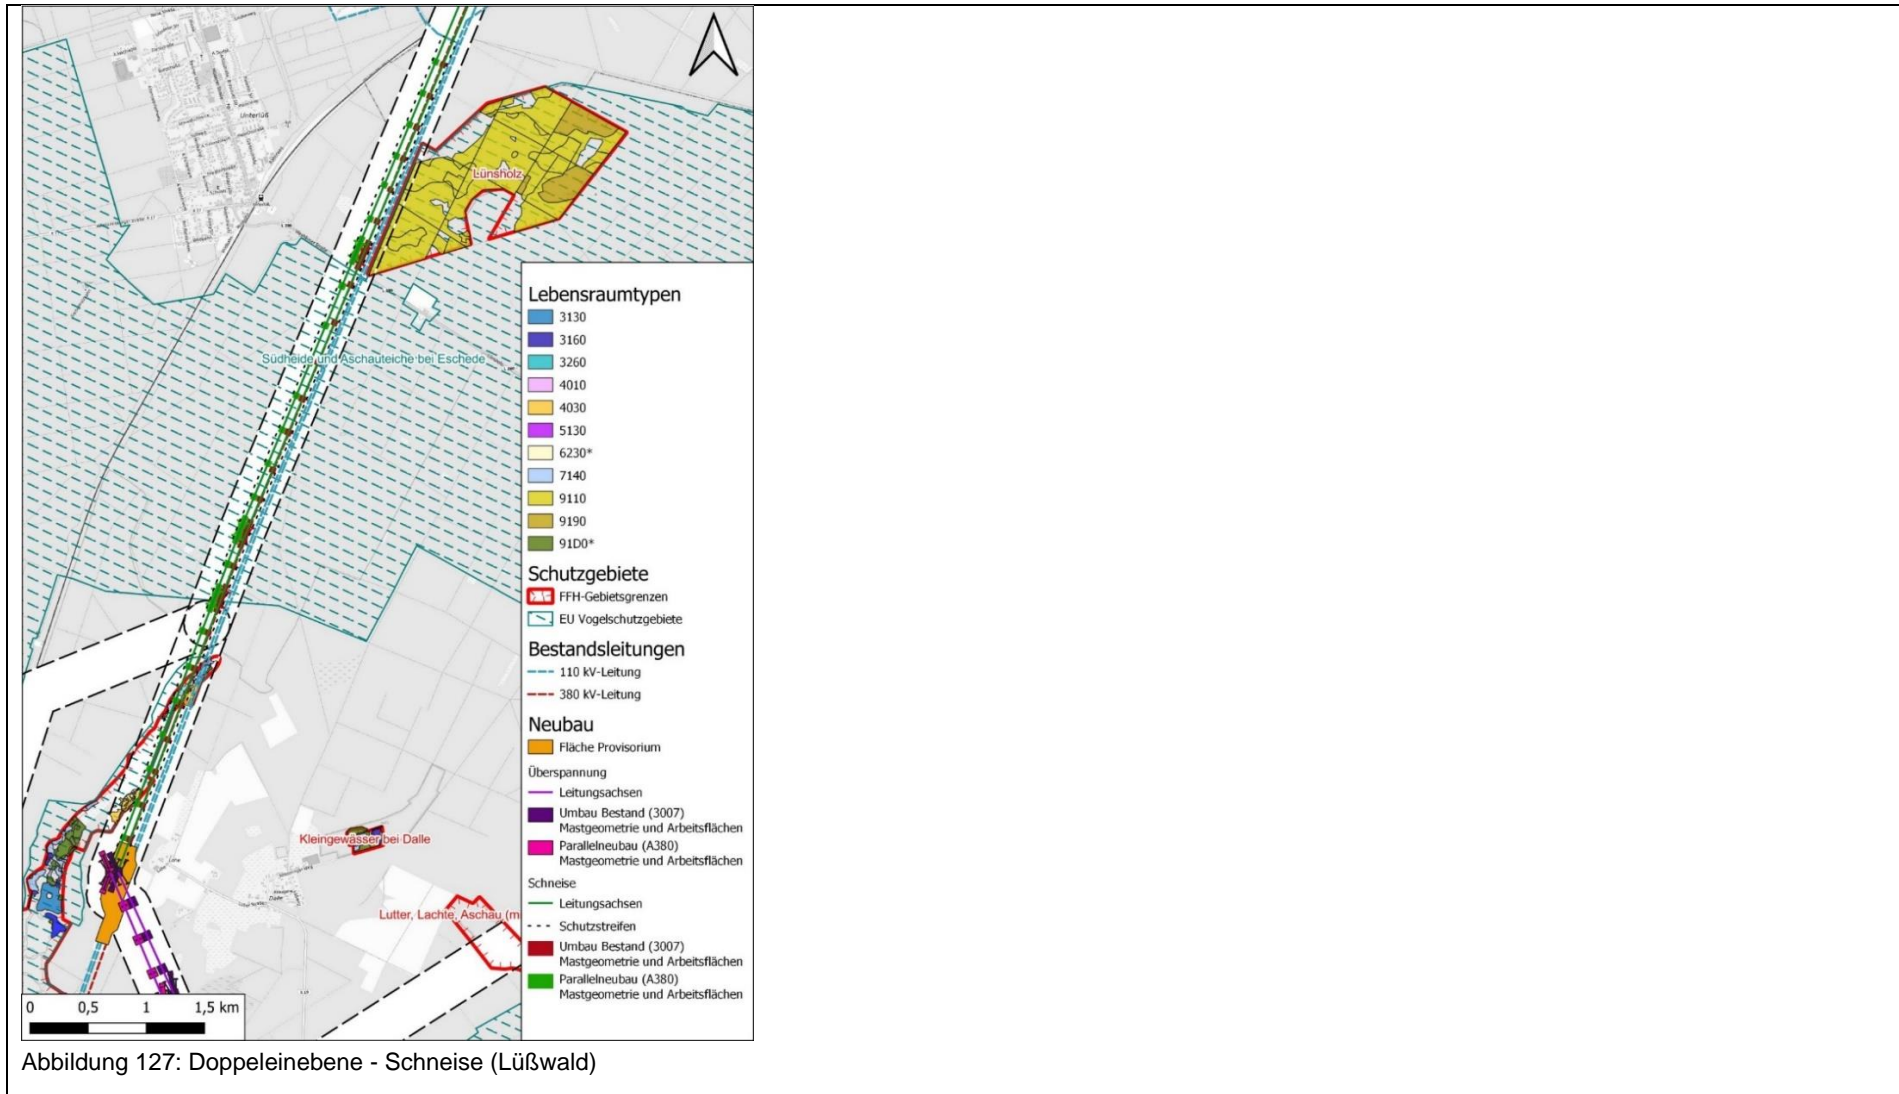 Unterlüß
Lünsholz
Südheide und Aschauteiche bei Eschede
Kleingewässer bei Dalle
Dalle
Lutter, Lachte, Aschau (m
Lebensraumtypen
3130
3160
3260
4010
4030
5130
6230*
7140
9110
9190
91D0*
Schutzgebiete
FFH-Gebietsgrenzen
EU Vogelschutzgebiete
Bestandsleitungen
110 kV-Leitung
380 kV-Leitung
Neubau
Fläche Provisorium
Überspannung
Leitungsachsen
Umbau Bestand (3007)
Mastgeometrie und Arbeitsflächen
Parallelneubau (A380)
Mastgeometrie und Arbeitsflächen
Schneise
Leitungsachsen
Schutzstreifen
Umbau Bestand (3007)
Mastgeometrie und Arbeitsflächen
Parallelneubau (A380)
Mastgeometrie und Arbeitsflächen
0 0,5 1 1,5 km
Abbildung 127: Doppeleinebene - Schneise (Lüßwald)